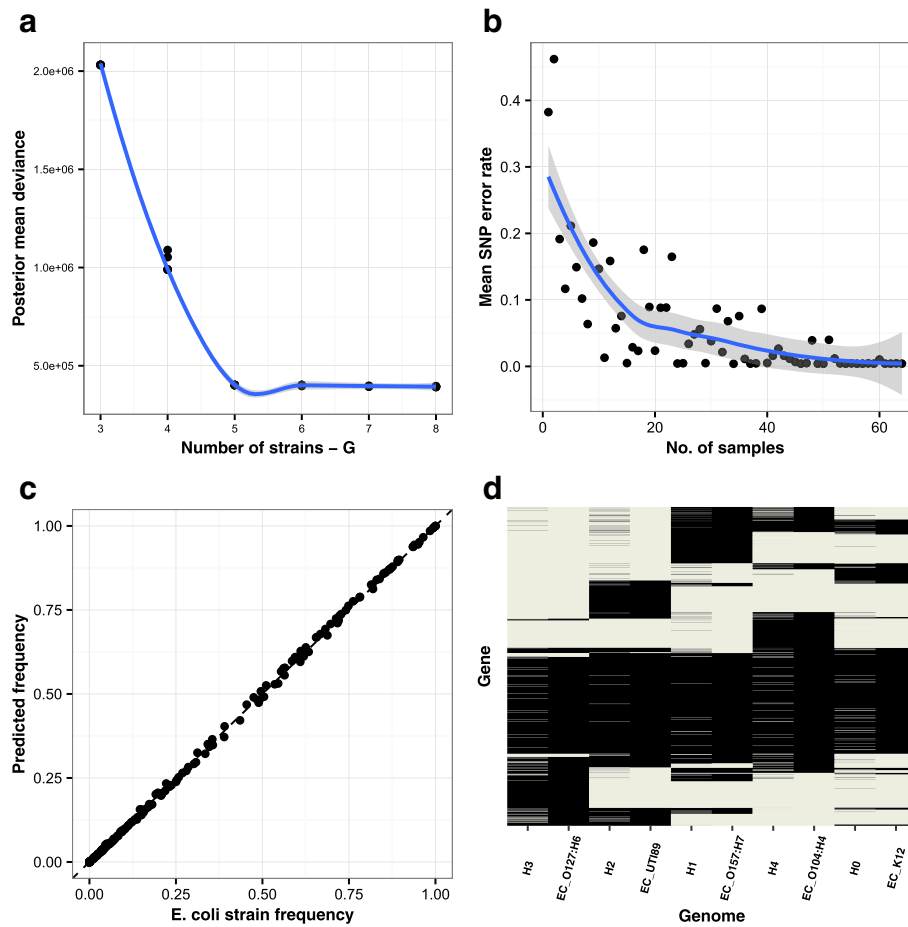 a
2.0e+06
1.5e+06
1.0e+06
5.0e+05
Posterior mean deviance
3 4 5 6 7 8
Number of strains – G
b
0.4
0.3
0.2
0.1
0.0
Mean SNP error rate
0 20 40 60
No. of samples
c
1.00
0.75
0.50
0.25
0.00
Predicted frequency
0.00 0.25 0.50 0.75 1.00
E. coli strain frequency
d
Gene
H3 EC_O127:H6 H2 EC_UTI89 H1 EC_O157:H7 H4 EC_O104:H4 H0 EC_K12
Genome